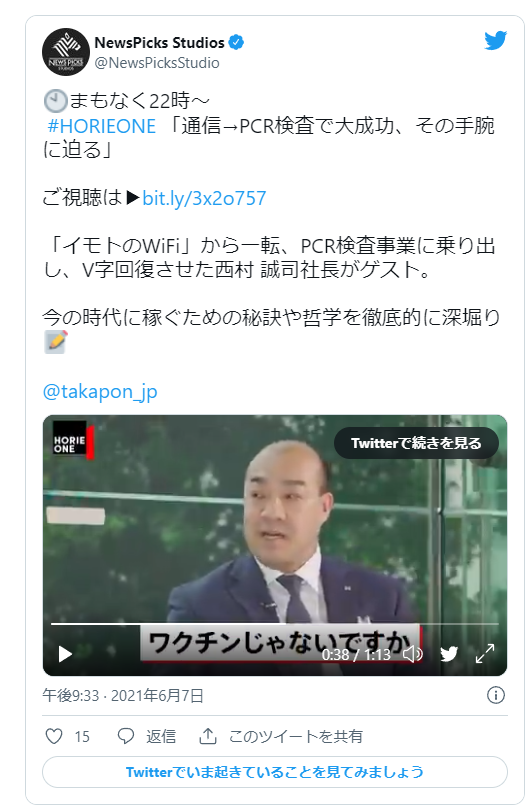 NewsPicks Studios
@NewsPicksStudio
まもなく22時～
#HORIEONE 「通信→PCR検査で大成功、その手腕
に迫る」
ご視聴は▶bit.ly/3x2o757
「イモトのWiFi」から一転、PCR検査事業に乗り出
し、V字回復させた西村 誠司社長がゲスト。
今の時代に稼ぐための秘訣や哲学を徹底的に深堀り
@takapon_jp
HORIE
ONE
Twitterで続きを見る
ワクチンじゃないですか
0:38 / 1:13
午後9:33 · 2021年6月7日
15 返信 このツイートを共有
Twitterでいま起きていることを見てみましょう